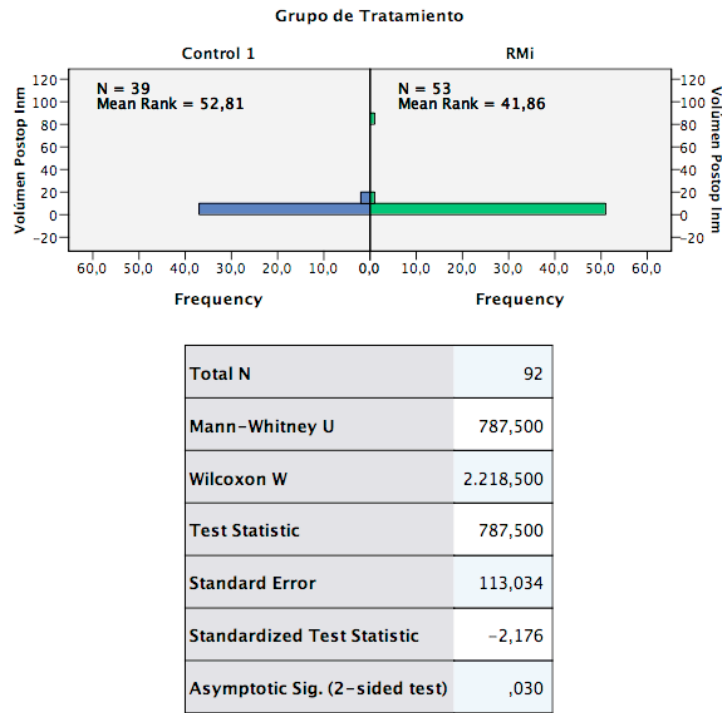 Grupo de Tratamiento
Control 1 RMi
N = 39
Mean Rank = 52,81
N = 53
Mean Rank = 41,86
Volúmen Postop Inm
120
100
80
60
40
20
0
-20
120
100
80
60
40
20
0
-20
Volúmen Postop Inm
60,0 50,0 40,0 30,0 20,0 10,0 0,0 10,0 20,0 30,0 40,0 50,0 60,0
Frequency Frequency
Total N 92
Mann-Whitney U 787,500
Wilcoxon W 2.218,500
Test Statistic 787,500
Standard Error 113,034
Standardized Test Statistic -2,176
Asymptotic Sig. (2-sided test) ,030